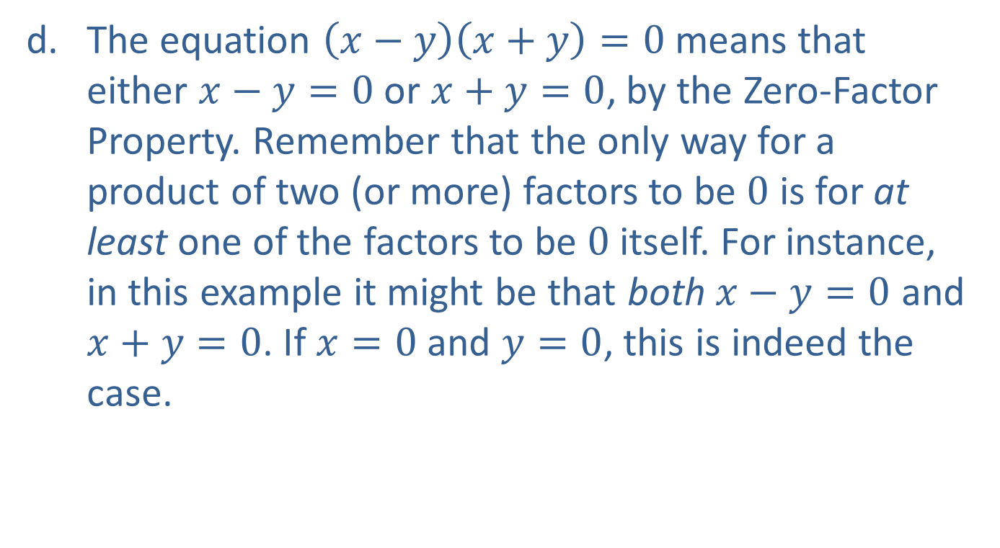 d. The equation (x − y)(x + y) = 0 means that
either x − y = 0 or x + y = 0, by the Zero-Factor
Property. Remember that the only way for a
product of two (or more) factors to be 0 is for at
least one of the factors to be 0 itself. For instance,
in this example it might be that both x − y = 0 and
x + y = 0. If x = 0 and y = 0, this is indeed the
case.